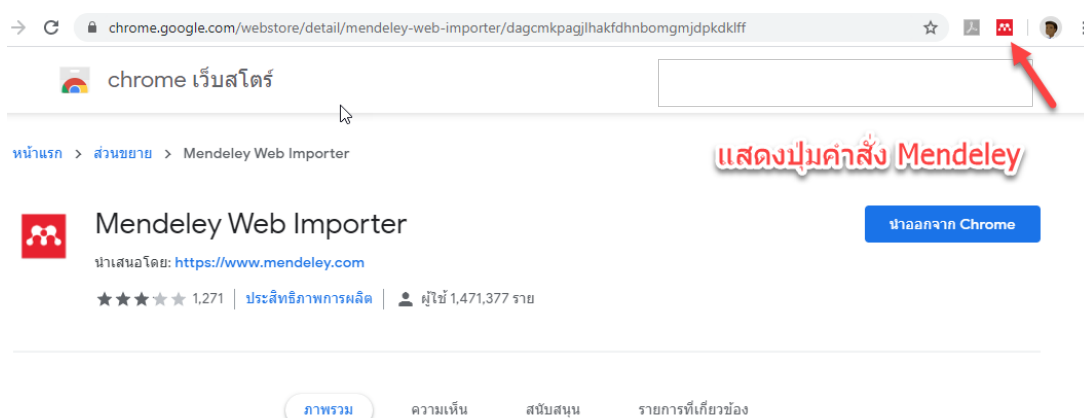 chrome.google.com/webstore/detail/mendeley-web-importer/dagcmkpagjlhakfdhnbomgmjdpkdklff
chrome เว็บสโตร์
หน้าแรก > ส่วนขยาย > Mendeley Web Importer
แสดงปุ่มคำสั่ง Mendeley
Mendeley Web Importer
นำออกจาก Chrome
นำเสนอโดย: https://www.mendeley.com
1,271 ประสิทธิภาพการผลิต ผู้ใช้ 1,471,377 ราย
ภาพรวม ความเห็น สนับสนุน รายการที่เกี่ยวข้อง